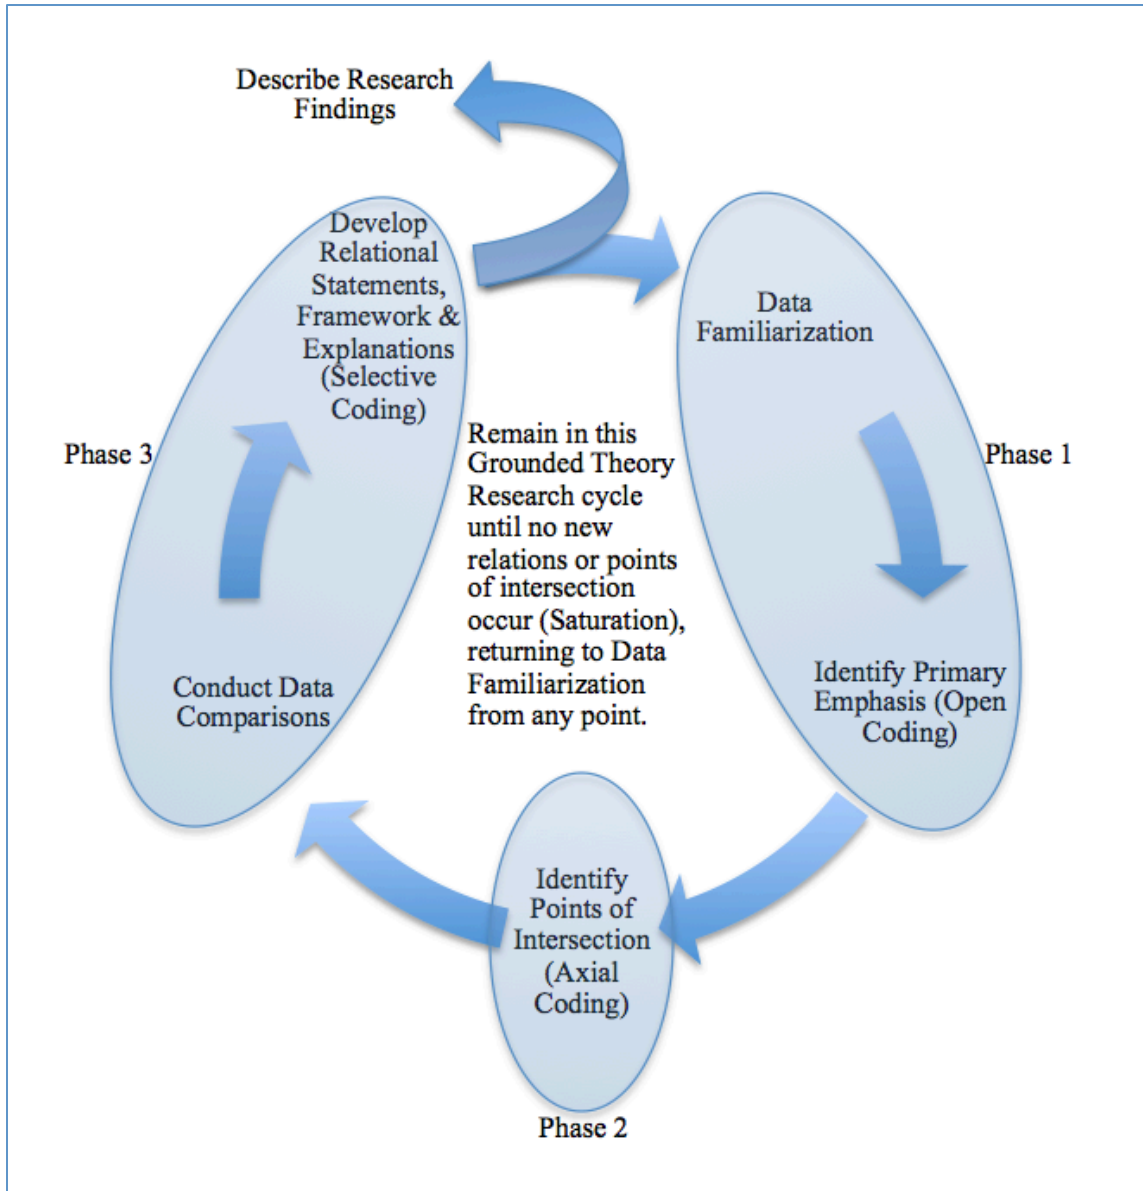 Describe Research
Findings
Develop
Relational
Statements,
Framework &
Explanations
(Selective
Coding)
Data
Familiarization
Phase 3
Remain in this
Grounded Theory
Research cycle
until no new
relations or points
of intersection
occur (Saturation),
returning to Data
Familiarization
from any point.
Phase 1
Conduct Data
Comparisons
Identify Primary
Emphasis (Open
Coding)
Identify
Points of
Intersection
(Axial
Coding)
Phase 2